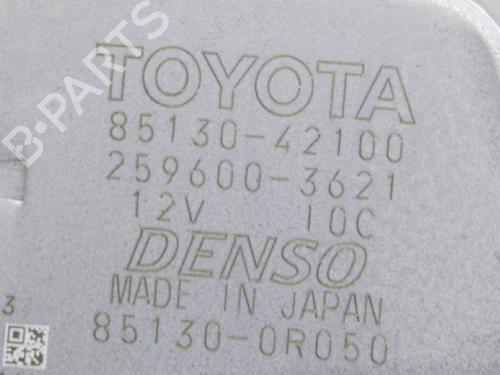 TOYOTA
85130-42100
259600-3621
12V 10C
DENSO
MADE IN JAPAN
3
85130-0R050
B-PARTS